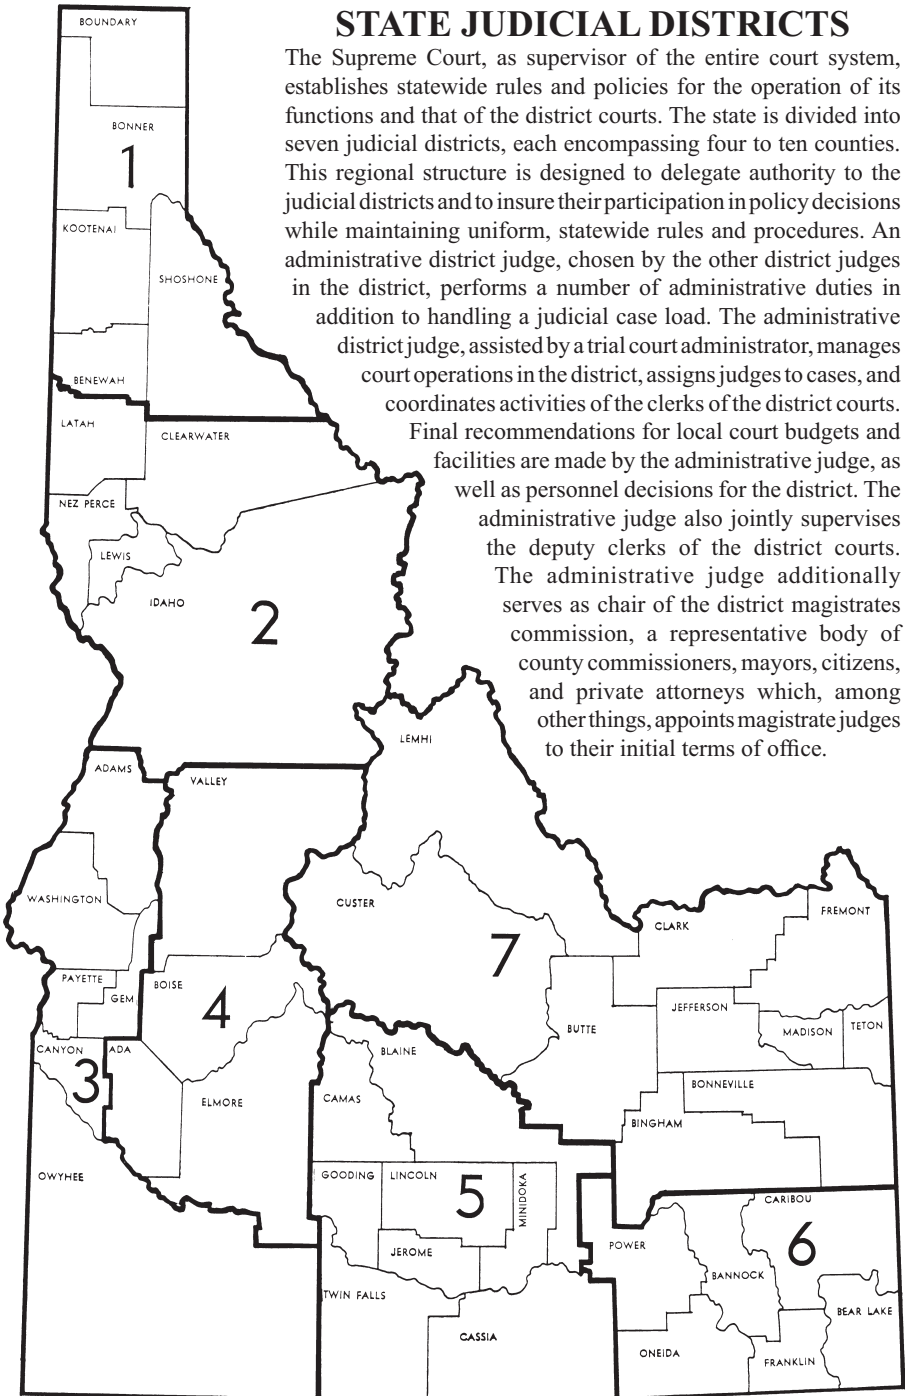 STATE JUDICIAL DISTRICTS
The Supreme Court, as supervisor of the entire court system,
establishes statewide rules and policies for the operation of its
functions and that of the district courts. The state is divided into
seven judicial districts, each encompassing four to ten counties.
This regional structure is designed to delegate authority to the
judicial districts and to insure their participation in policy decisions
while maintaining uniform, statewide rules and procedures. An
administrative district judge, chosen by the other district judges
in the district, performs a number of administrative duties in
addition to handling a judicial case load. The administrative
district judge, assisted by a trial court administrator, manages
court operations in the district, assigns judges to cases, and
coordinates activities of the clerks of the district courts.
Final recommendations for local court budgets and
facilities are made by the administrative judge, as
well as personnel decisions for the district. The
administrative judge also jointly supervises
the deputy clerks of the district courts.
The administrative judge additionally
serves as chair of the district magistrates
commission, a representative body of
county commissioners, mayors, citizens,
and private attorneys which, among
other things, appoints magistrate judges
to their initial terms of office.
BOUNDARY
BONNER
1
KOOTENAI
SHOSHONE
BENEWAH
LATAH
CLEARWATER
NEZ PERCE
LEWIS
IDAHO
2
LEMHI
ADAMS
VALLEY
WASHINGTON
CUSTER
7
CLARK
FREMONT
PAYETTE
GEM
BOISE
4
JEFFERSON
MADISON
TETON
BUTTE
CANYON
ADA
3
BLAINE
ELMORE
CAMAS
BONNEVILLE
BINGHAM
OWYHEE
GOODING
LINCOLN
5
MINIDOKA
CARIBOU
6
POWER
JEROME
BANNOCK
TWIN FALLS
BEAR LAKE
CASSIA
ONEIDA
FRANKLIN